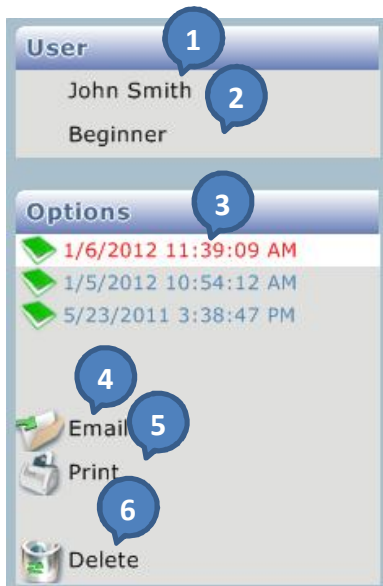 1
User
John Smith
2
Beginner
3
Options
1/6/2012 11:39:09 AM
1/5/2012 10:54:12 AM
5/23/2011 3:38:47 PM
4
Email
5
Print
6
Delete